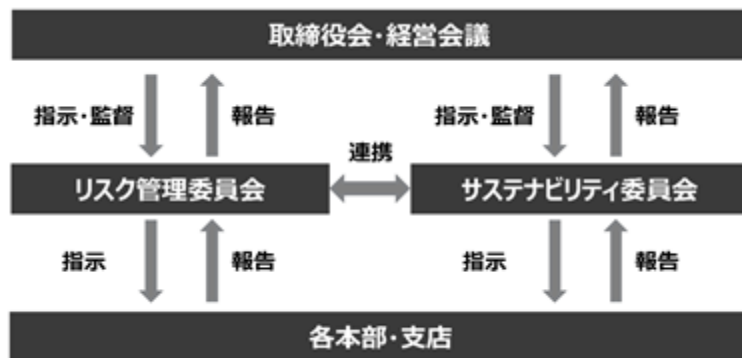 取締役会・経営会議
指示・監督
報告
指示・監督
報告
連携
リスク管理委員会
サステナビリティ委員会
指示
報告
指示
報告
各本部・支店